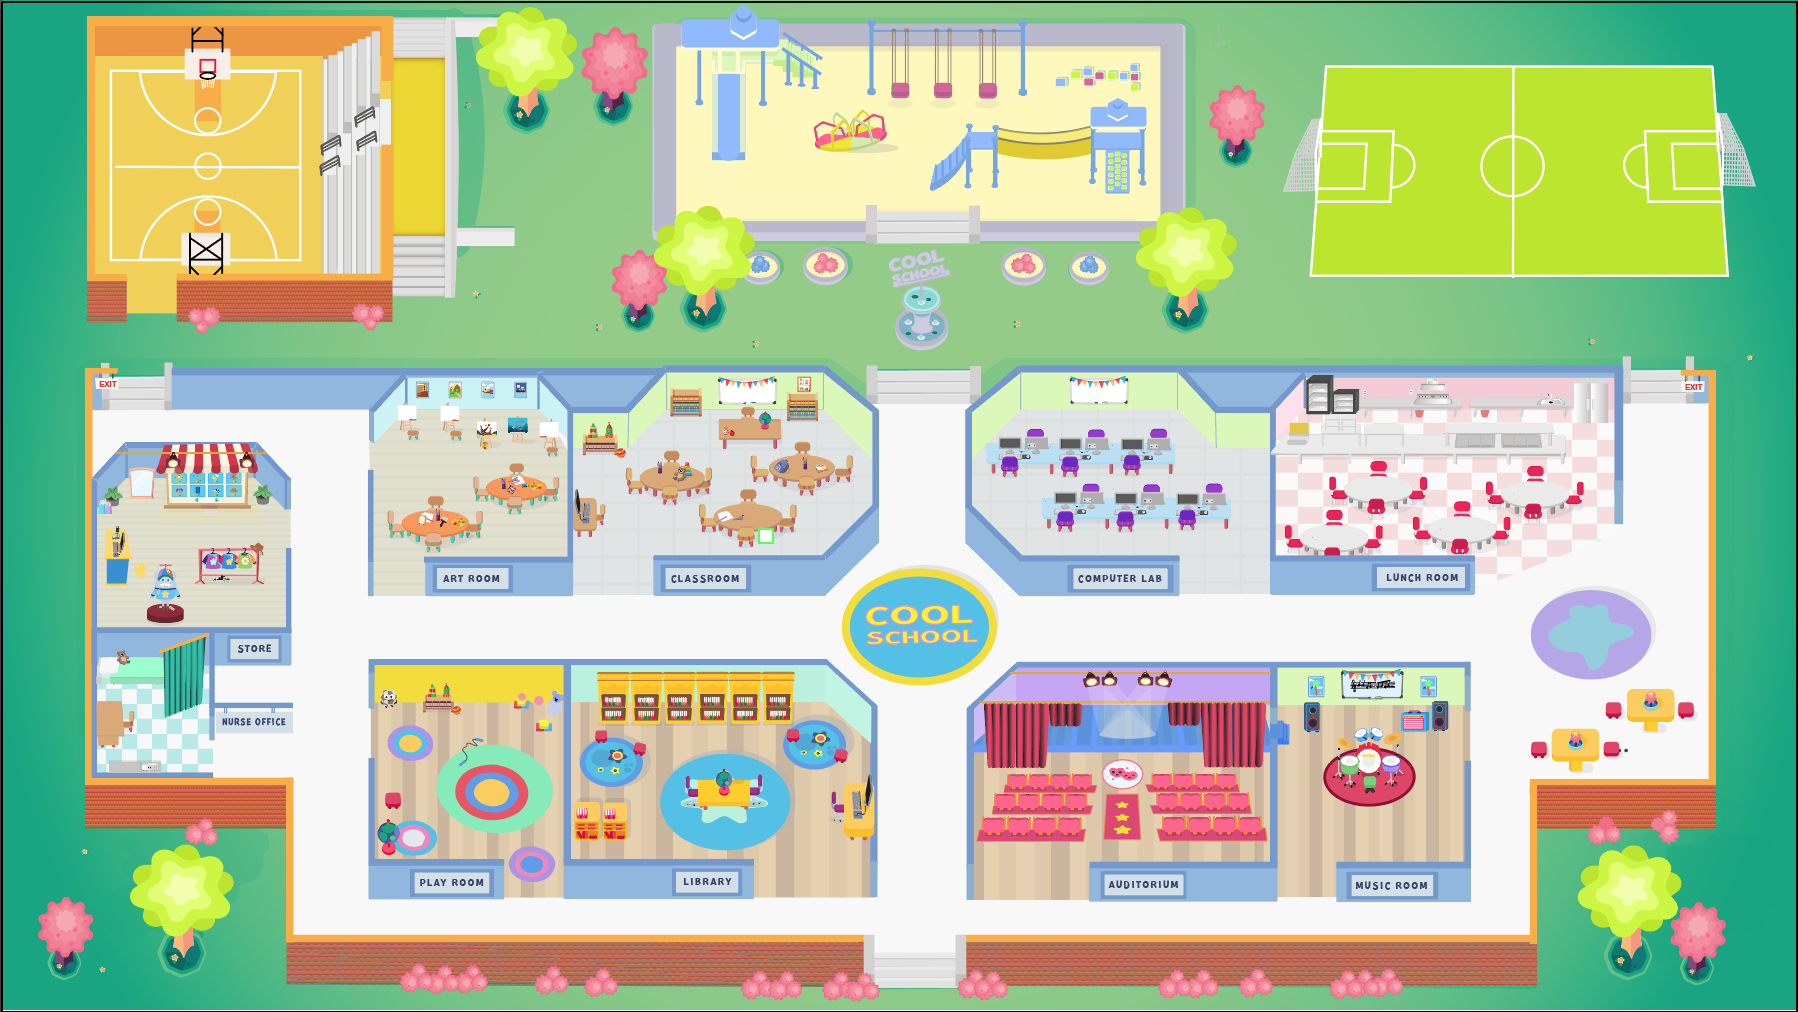 COOL
SCHOOL
EXIT
EXIT
ART ROOM
CLASSROOM
COMPUTER LAB
LUNCH ROOM
COOL
SCHOOL
STORE
NURSE OFFICE
PLAY ROOM
LIBRARY
AUDITORIUM
MUSIC ROOM